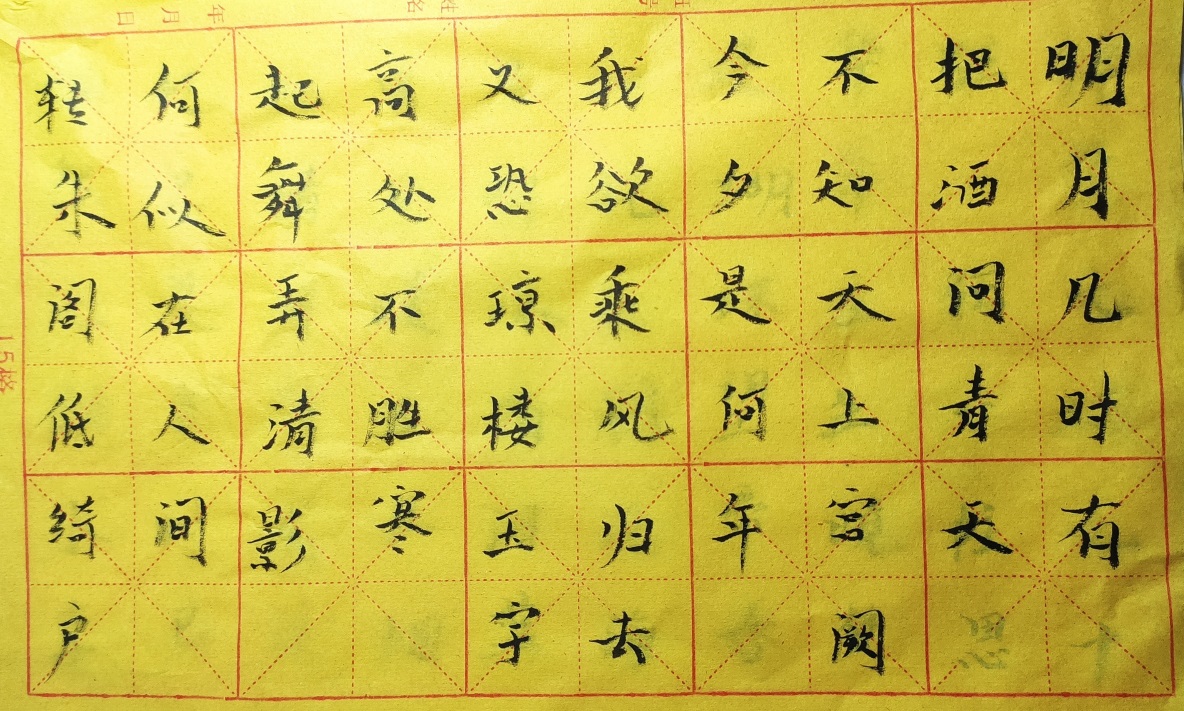 明月几时有
把酒问青天
不知天上宫阙
今夕是何年
我欲乘风归去
又恐琼楼玉宇
高处不胜寒
起舞弄清影
何似在人间
转朱阁低绮户
姓名
年月日
15格